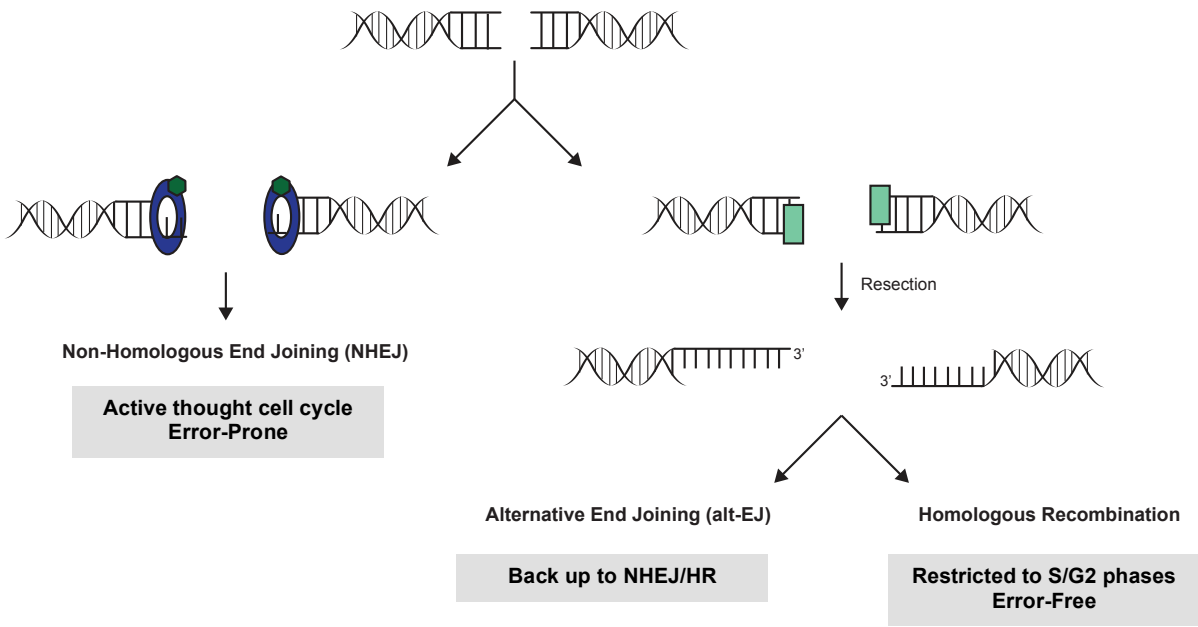 Resection
Non-Homologous End Joining (NHEJ)
3’
3’
Active thought cell cycle
Error-Prone
Alternative End Joining (alt-EJ)
Homologous Recombination
Back up to NHEJ/HR
Restricted to S/G2 phases
Error-Free